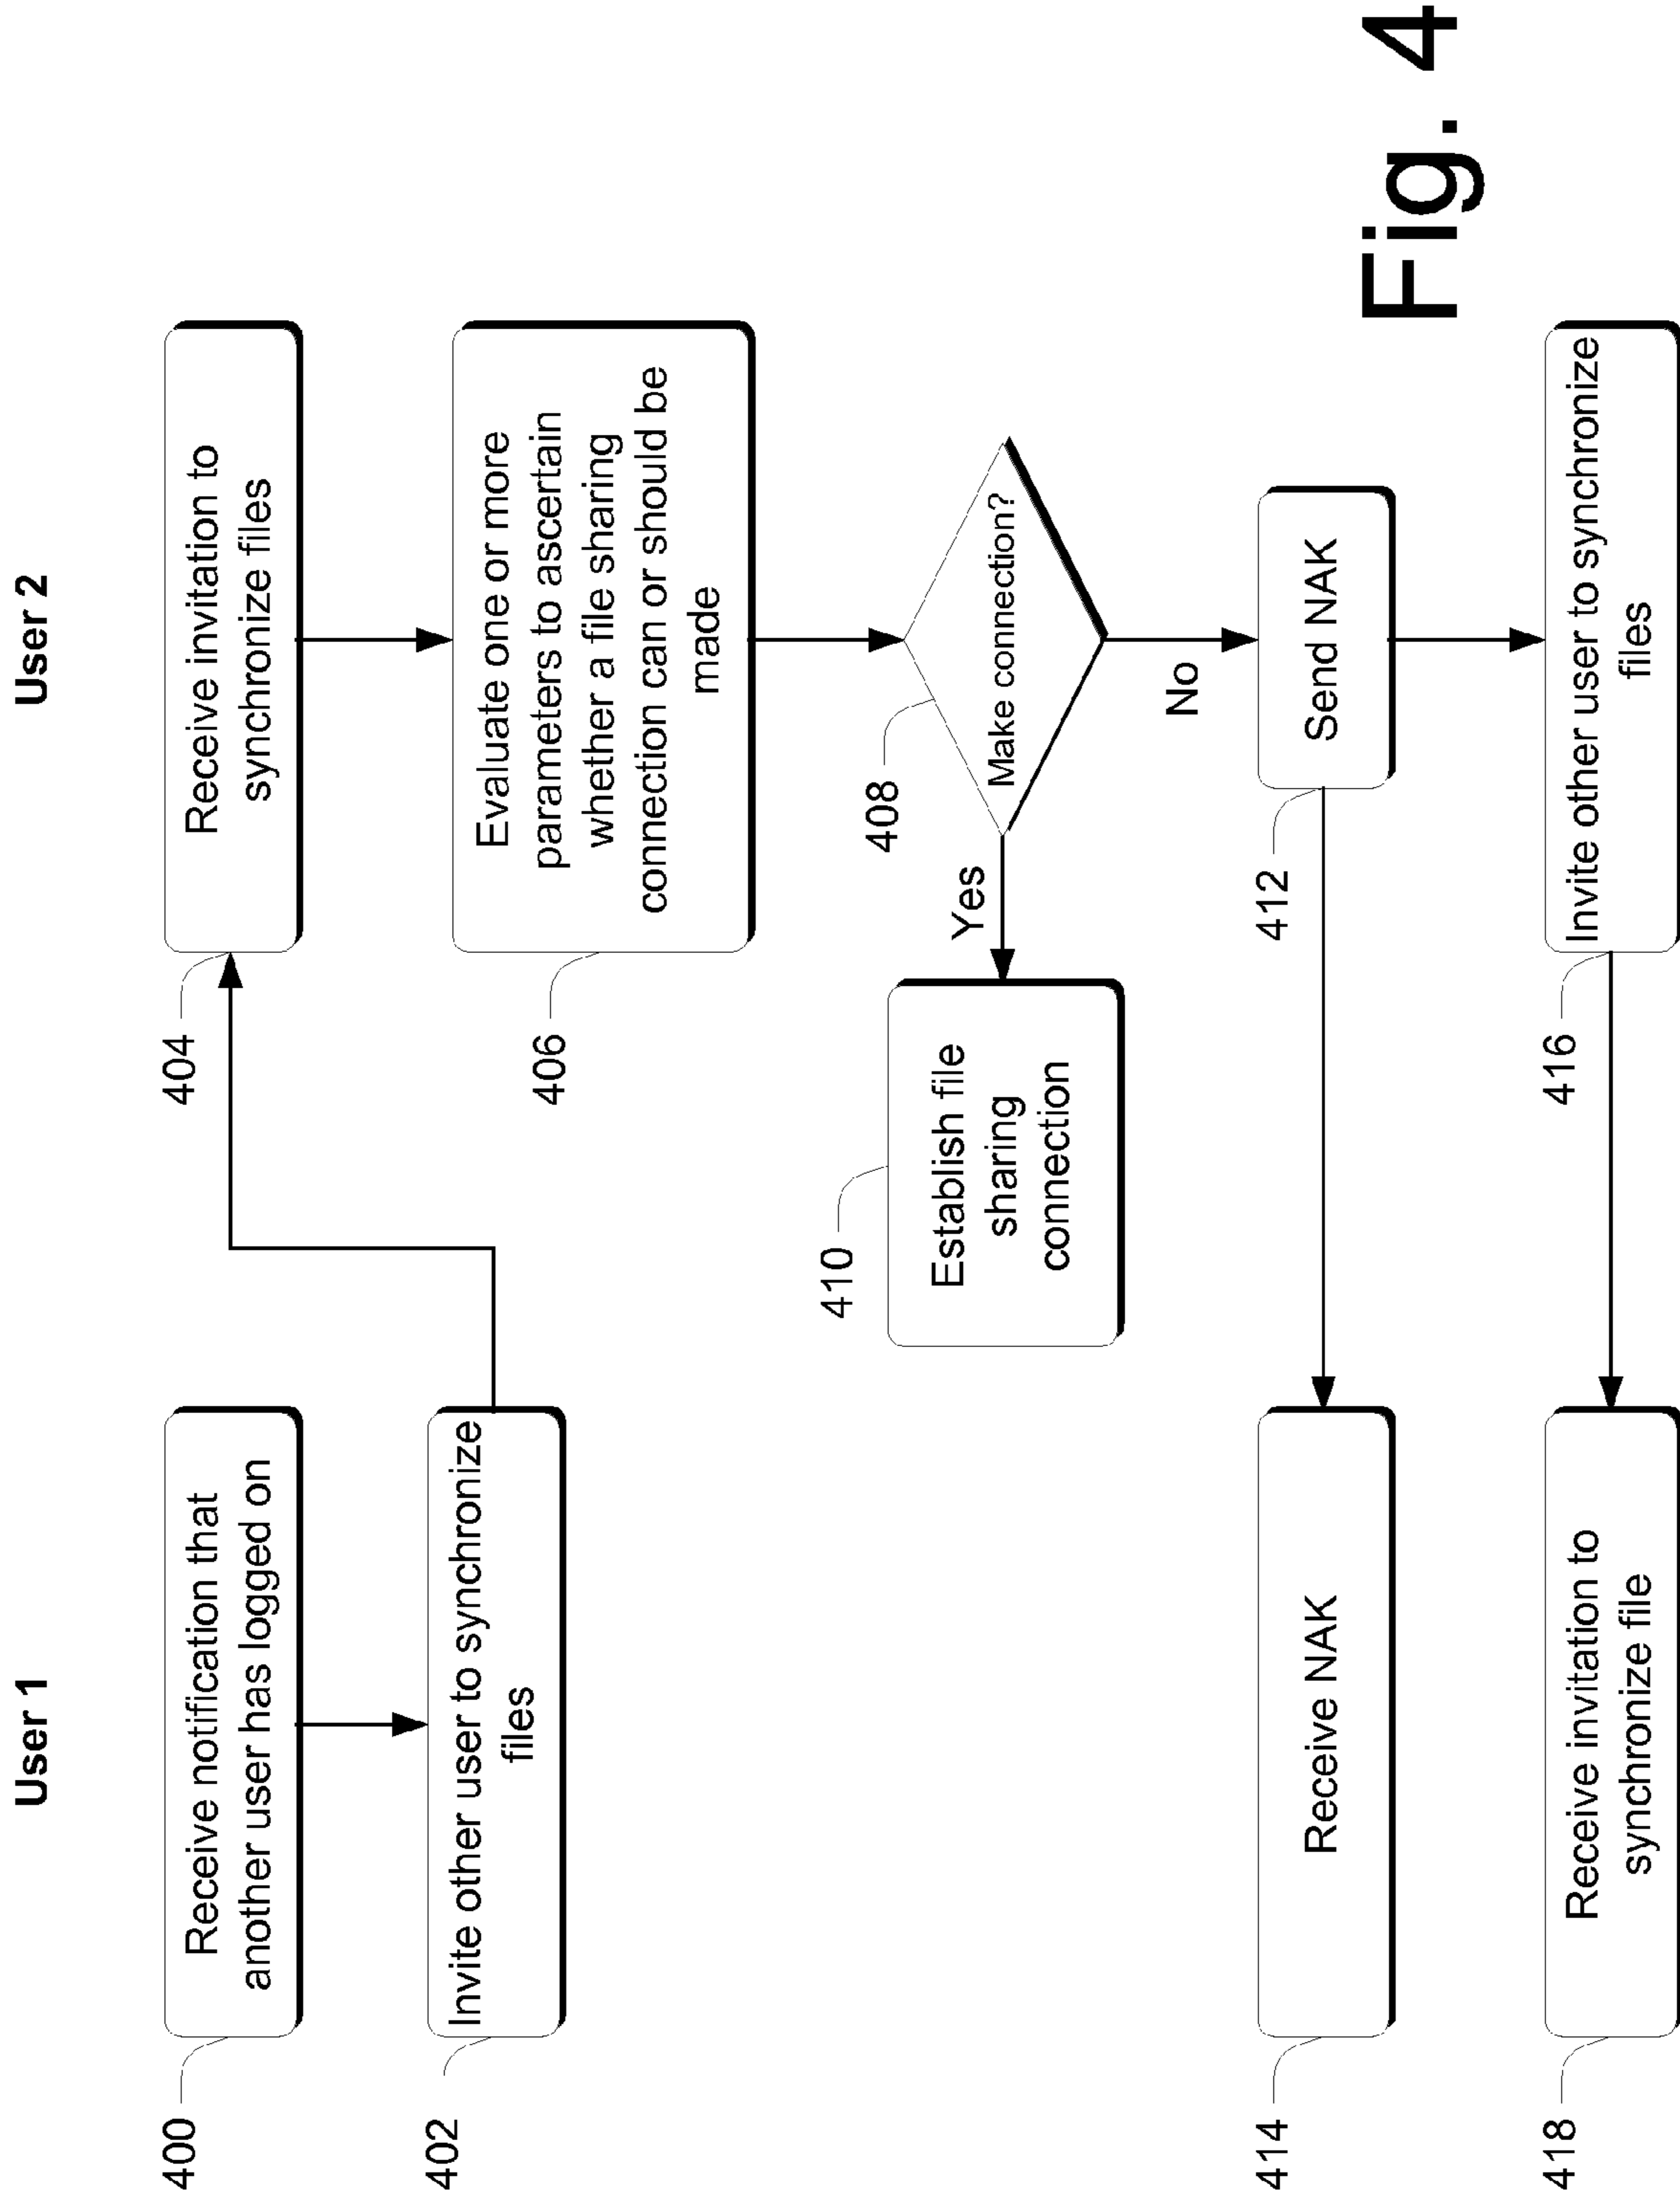 User 1
User 2
400
Receive notification that
another user has logged on
402
Invite other user to synchronize
files
404
Receive invitation to
synchronize files
406
Evaluate one or more
parameters to ascertain
whether a file sharing
connection can or should be
made
408
Make connection?
Yes
No
410
Establish file
sharing
connection
412
Send NAK
414
Receive NAK
416
Invite other user to synchronize
files
418
Receive invitation to
synchronize file
Fig. 4